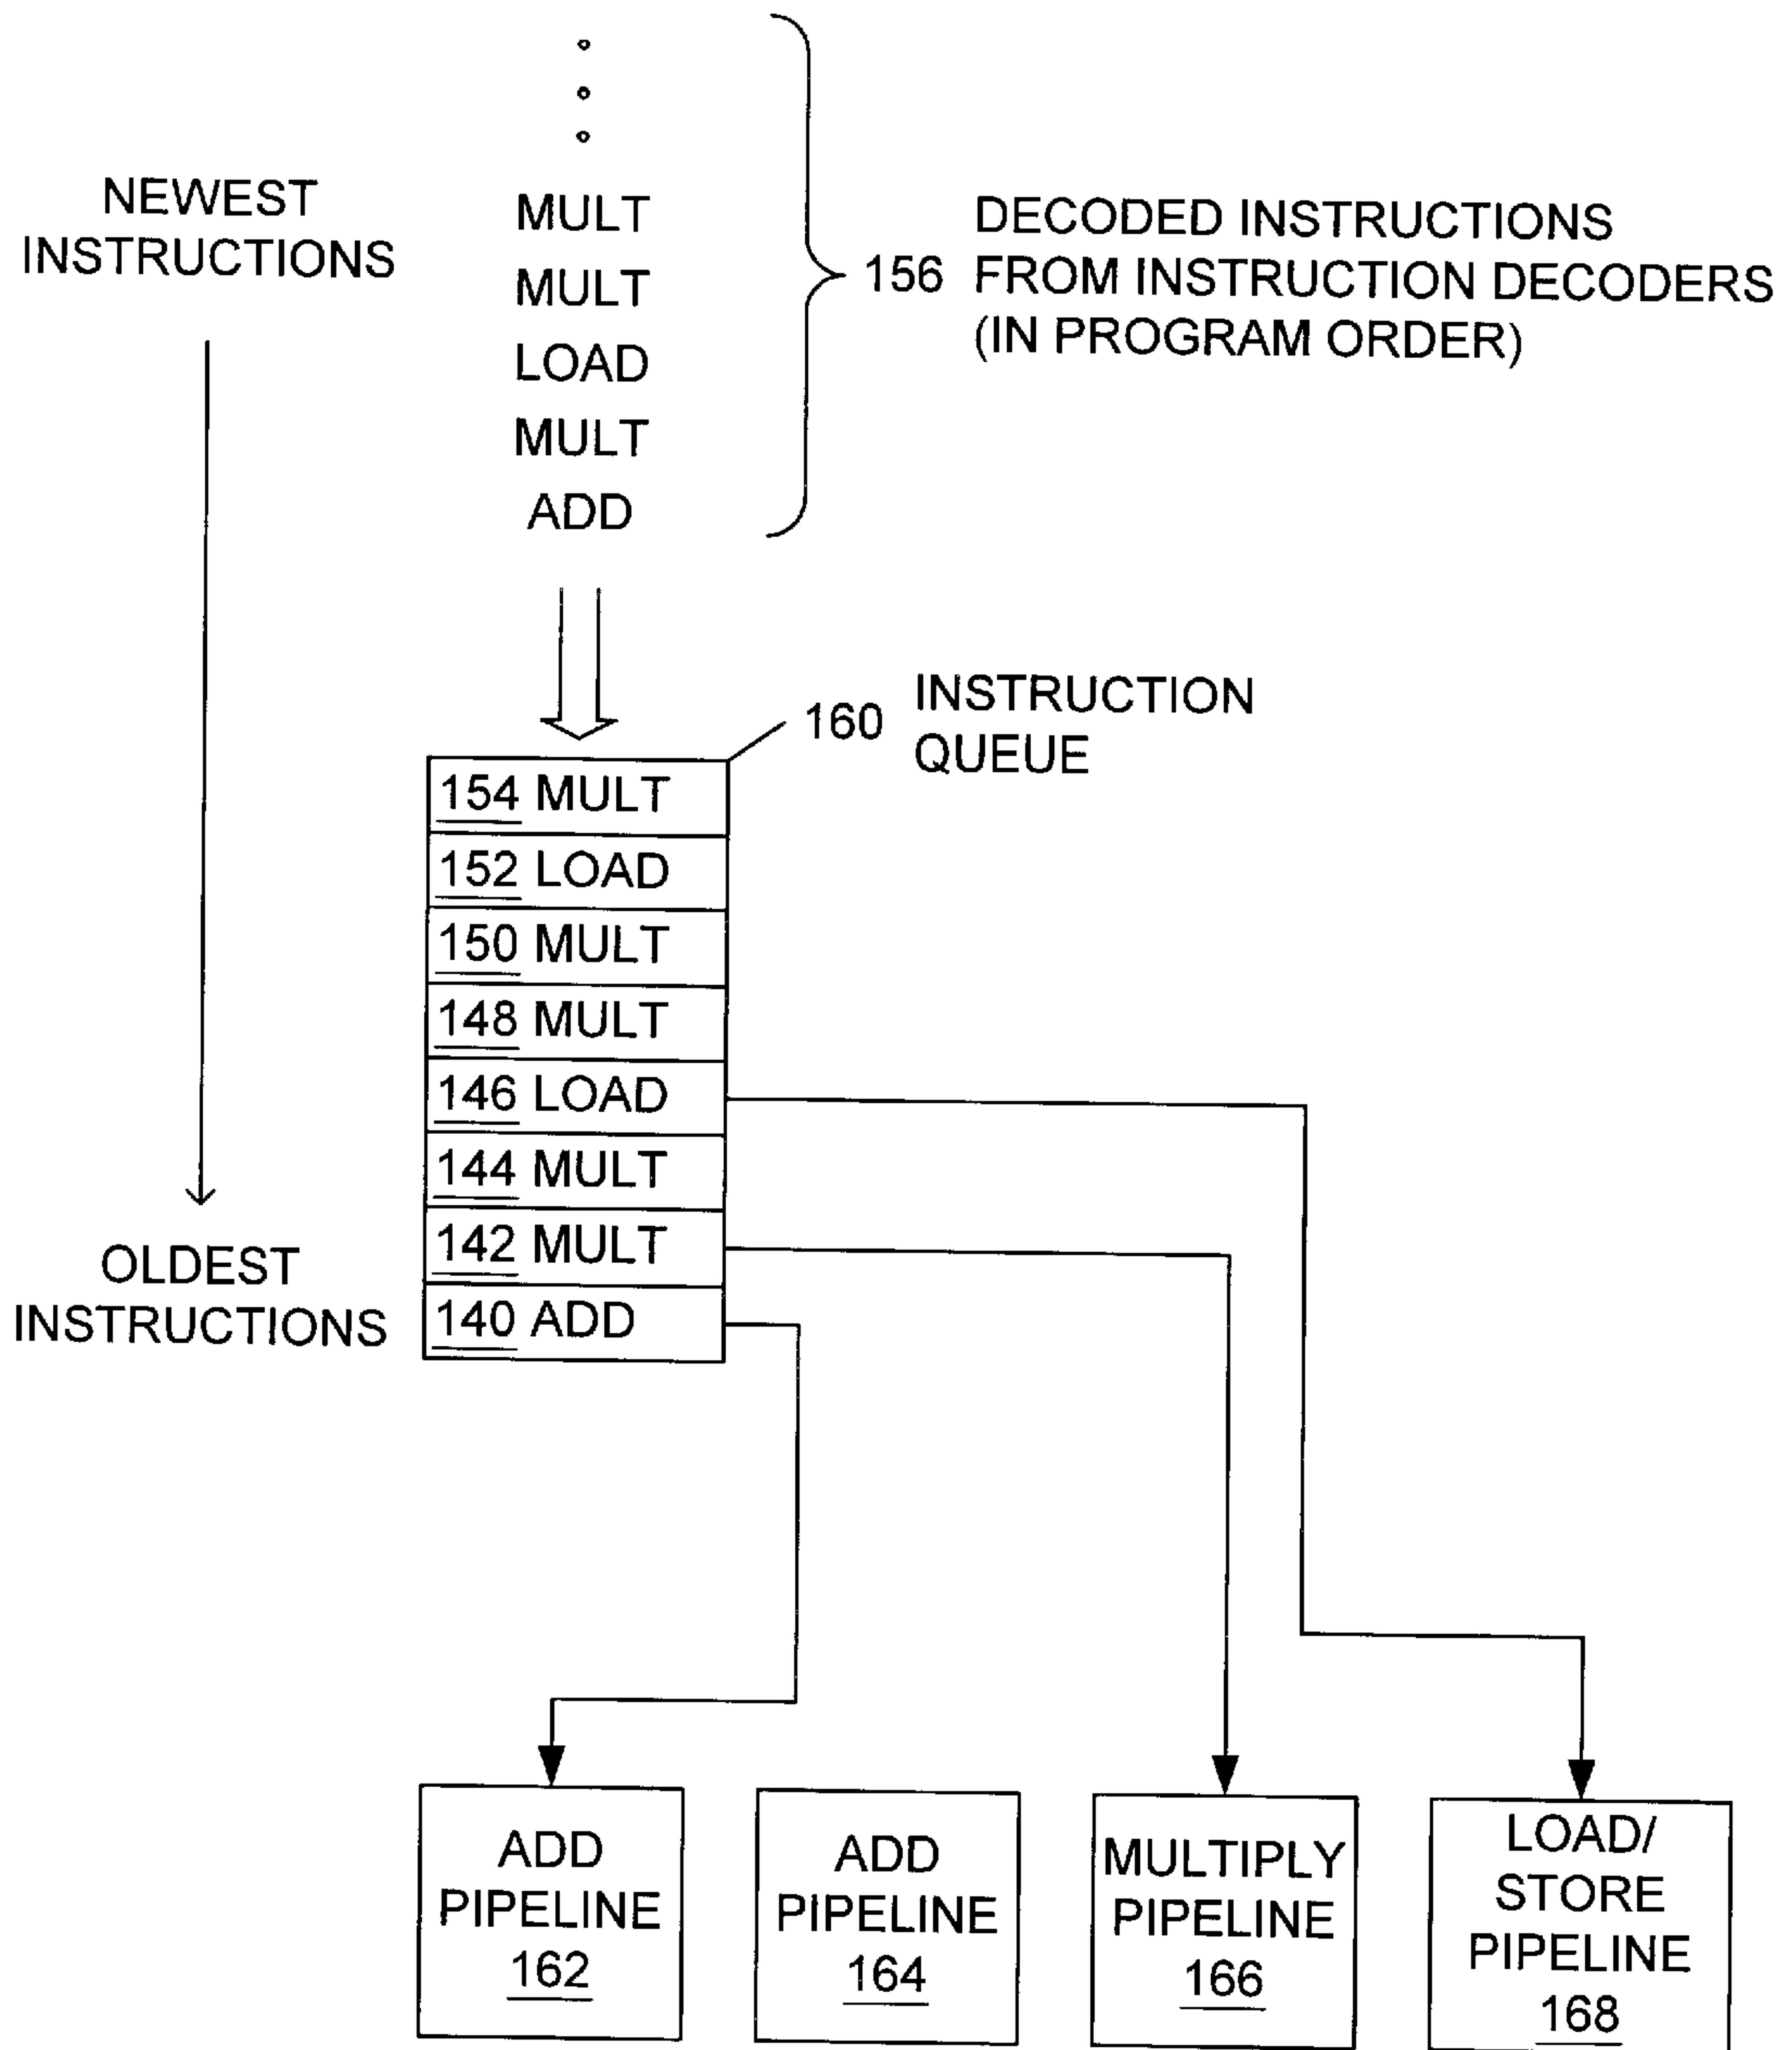 NEWEST
INSTRUCTIONS
MULT
MULT
LOAD
MULT
ADD
156
DECODED INSTRUCTIONS
FROM INSTRUCTION DECODERS
(IN PROGRAM ORDER)
160
INSTRUCTION
QUEUE
154 MULT
152 LOAD
150 MULT
148 MULT
146 LOAD
144 MULT
142 MULT
140 ADD
OLDEST
INSTRUCTIONS
ADD
PIPELINE
162
ADD
PIPELINE
164
MULTIPLY
PIPELINE
166
LOAD/
STORE
PIPELINE
168